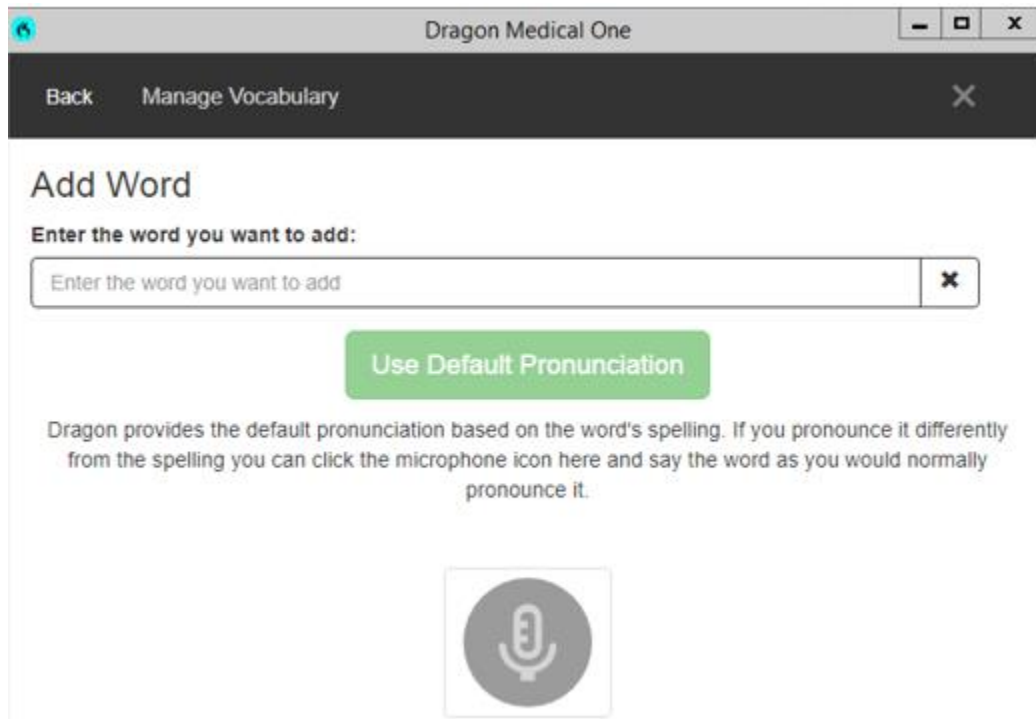 Dragon Medical One
Back Manage Vocabulary
Add Word
Enter the word you want to add:
Enter the word you want to add
Use Default Pronunciation
Dragon provides the default pronunciation based on the word's spelling. If you pronounce it differently
from the spelling you can click the microphone icon here and say the word as you would normally
pronounce it.